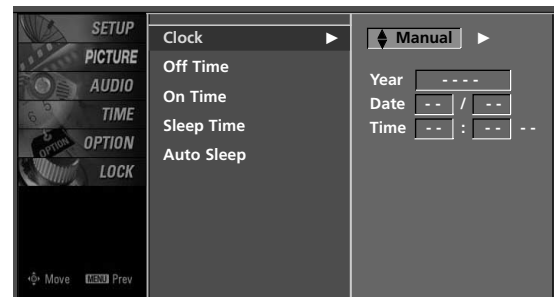 SETUP
PICTURE
AUDIO
TIME
OPTION
LOCK
Move MENU Prev
Clock ►
Off Time
On Time
Sleep Time
Auto Sleep
Manual ►
Year - - - -
Date - - / - -
Time - - : - - - -